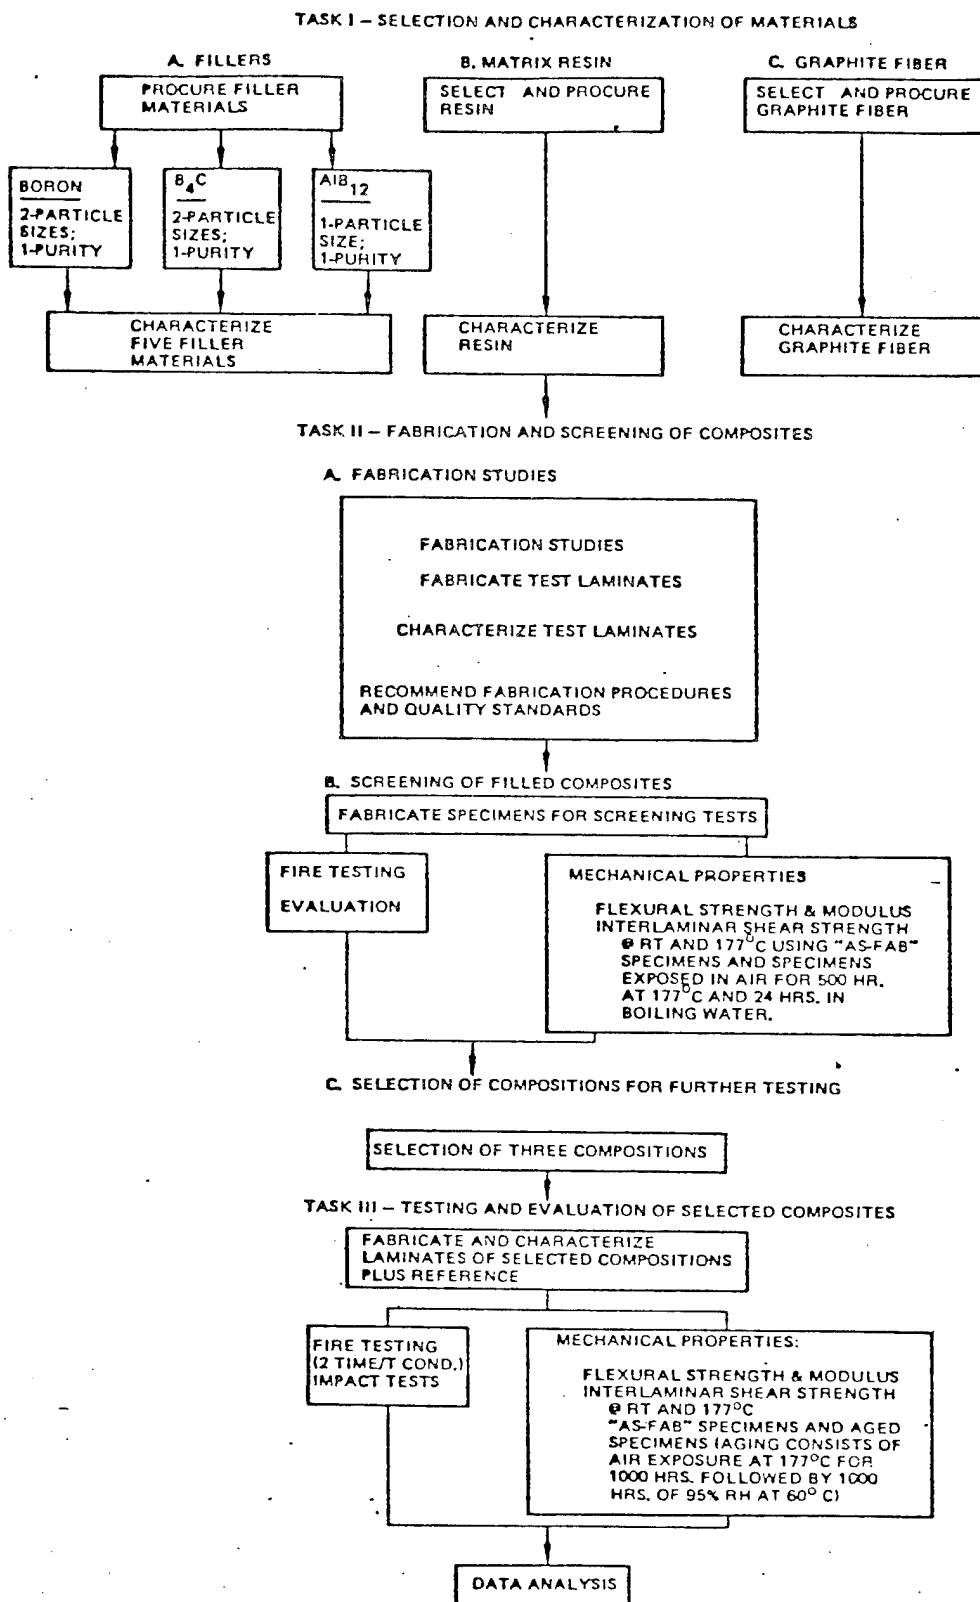 TASK I – SELECTION AND CHARACTERIZATION OF MATERIALS
A. FILLERS
PROCURE FILLER
MATERIALS
BORON
2-PARTICLE
SIZES;
1-PURITY
B4C
2-PARTICLE
SIZES;
1-PURITY
AlB12
1-PARTICLE
SIZE;
1-PURITY
CHARACTERIZE
FIVE FILLER
MATERIALS
B. MATRIX RESIN
SELECT AND PROCURE
RESIN
CHARACTERIZE
RESIN
C. GRAPHITE FIBER
SELECT AND PROCURE
GRAPHITE FIBER
CHARACTERIZE
GRAPHITE FIBER
TASK II – FABRICATION AND SCREENING OF COMPOSITES
A. FABRICATION STUDIES
FABRICATION STUDIES
FABRICATE TEST LAMINATES
CHARACTERIZE TEST LAMINATES
RECOMMEND FABRICATION PROCEDURES
AND QUALITY STANDARDS
B. SCREENING OF FILLED COMPOSITES
FABRICATE SPECIMENS FOR SCREENING TESTS
FIRE TESTING
EVALUATION
MECHANICAL PROPERTIES
FLEXURAL STRENGTH & MODULUS
INTERLAMINAR SHEAR STRENGTH
@ RT AND 177°C USING "AS-FAB"
SPECIMENS AND SPECIMENS
EXPOSED IN AIR FOR 500 HR.
AT 177°C AND 24 HRS. IN
BOILING WATER.
C. SELECTION OF COMPOSITIONS FOR FURTHER TESTING
SELECTION OF THREE COMPOSITIONS
TASK III – TESTING AND EVALUATION OF SELECTED COMPOSITES
FABRICATE AND CHARACTERIZE
LAMINATES OF SELECTED COMPOSITIONS
PLUS REFERENCE
FIRE TESTING
(2 TIME/T COND.)
IMPACT TESTS
MECHANICAL PROPERTIES:
FLEXURAL STRENGTH & MODULUS
INTERLAMINAR SHEAR STRENGTH
@ RT AND 177°C
"AS-FAB" SPECIMENS AND AGED
SPECIMENS (AGING CONSISTS OF
AIR EXPOSURE AT 177°C FOR
1000 HRS. FOLLOWED BY 1000
HRS. OF 95% RH AT 60° C)
DATA ANALYSIS